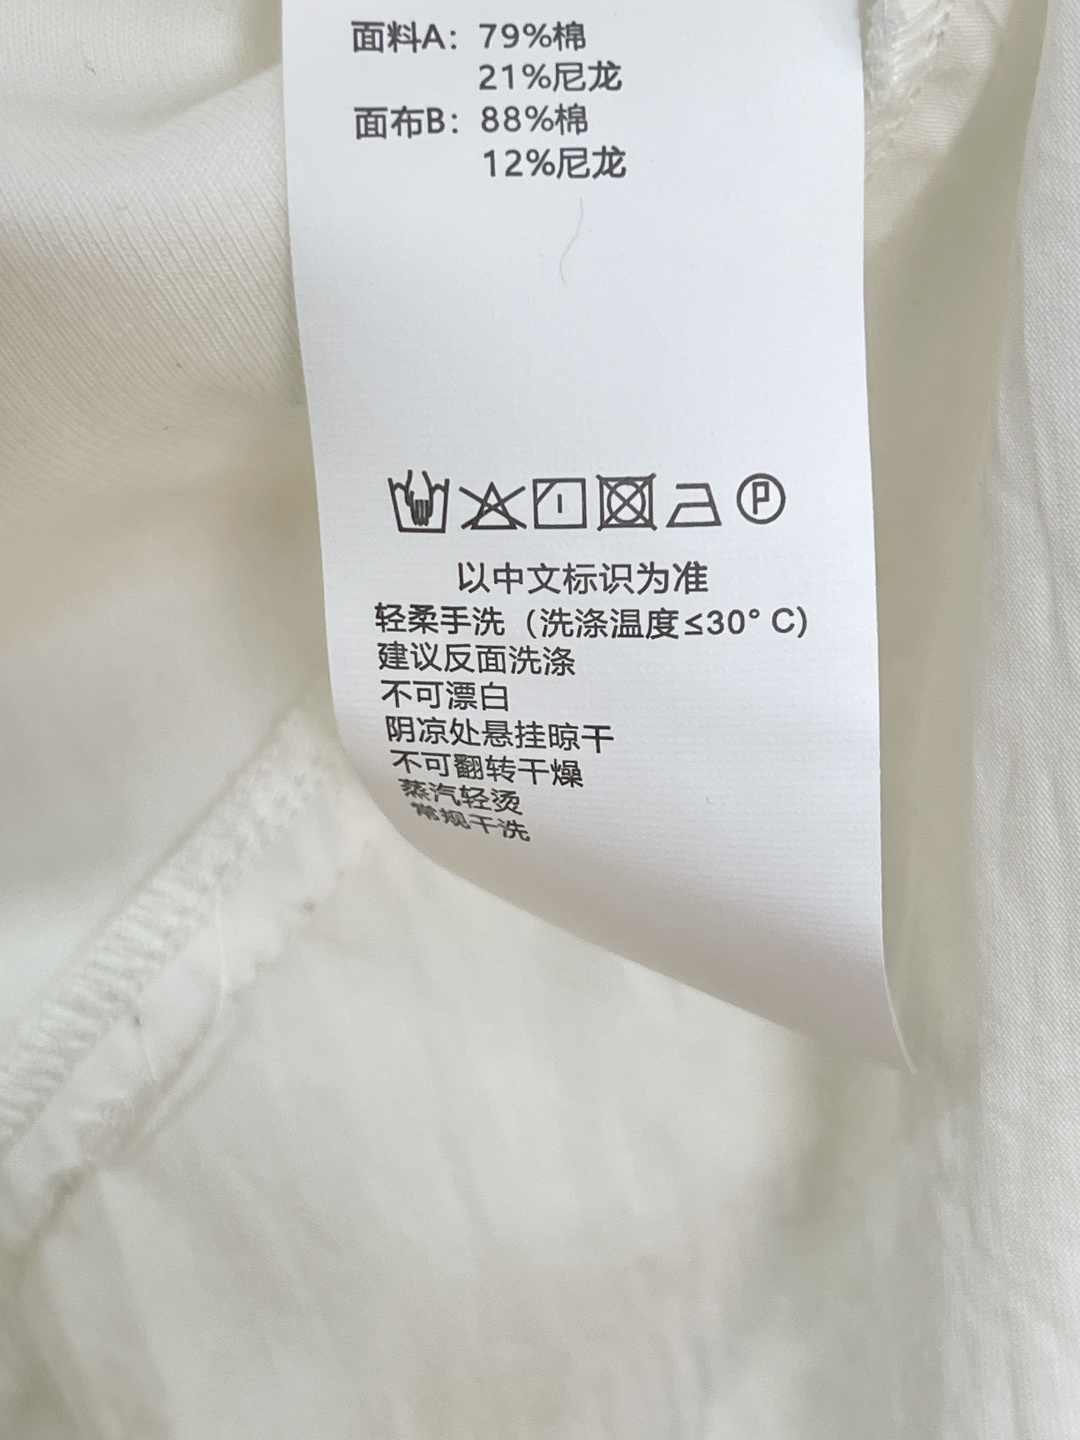 面料A：79%棉
21%尼龙
面布B：88%棉
12%尼龙
P
以中文标识为准
轻柔手洗（洗涤温度≤30°C）
建议反面洗涤
不可漂白
阴凉处悬挂晾干
不可翻转干燥
蒸汽轻烫
常规干洗